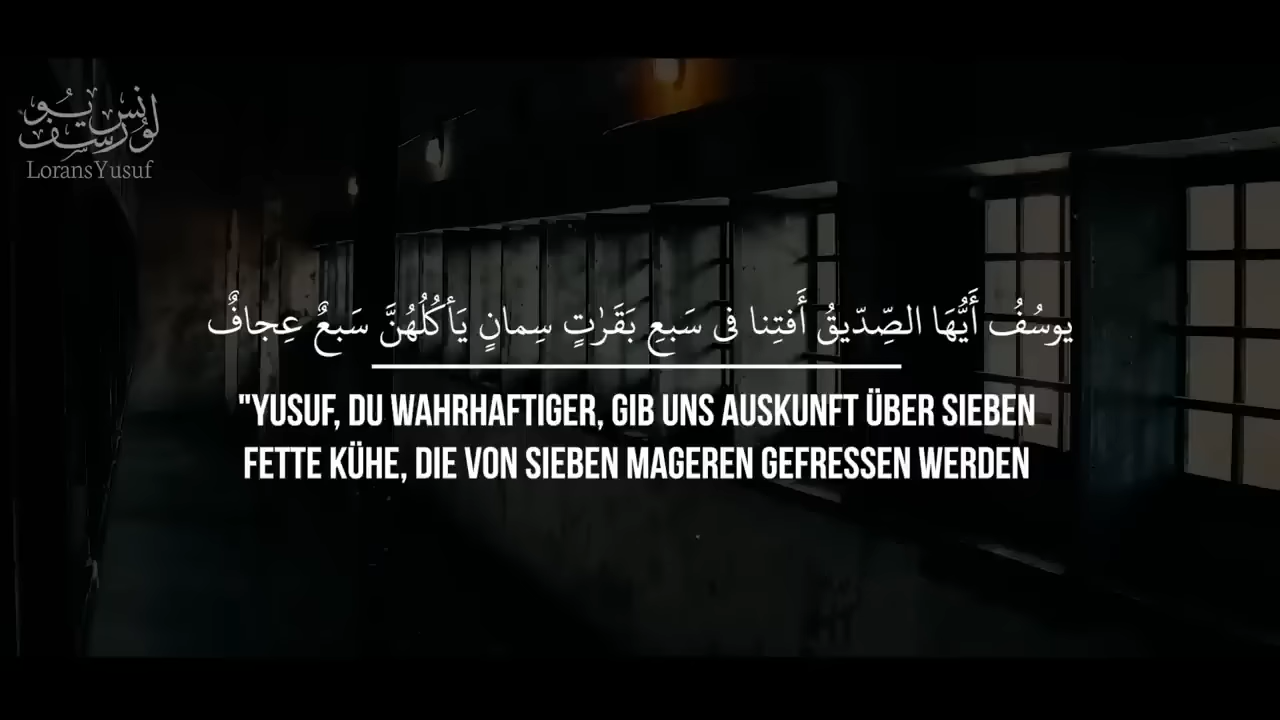 لورنس يوسف
LoransYusuf
يوسُفُ أَيُّهَا الصِّدّيقُ أَفتِنا فى سَبعِ بَقَرٰتٍ سِمانٍ يَأكُلُهُنَّ سَبعٌ عِجافٌ
"YUSUF, DU WAHRHAFTIGER, GIB UNS AUSKUNFT ÜBER SIEBEN
FETTE KÜHE, DIE VON SIEBEN MAGEREN GEFRESSEN WERDEN